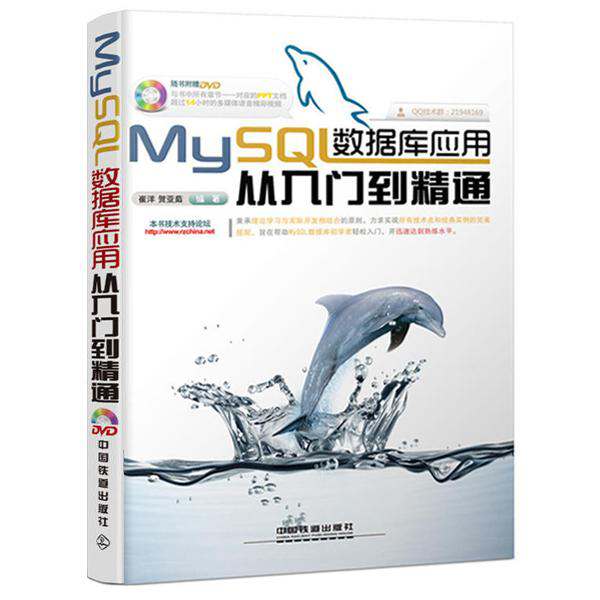 随书附赠DVD
与书中所有章节一一对应的PPT文档
超过14小时的多媒体语音视频
QQ技术群：21948169
MySQL数据库应用
从入门到精通
崔洋 贺亚茹 编著
本书技术支持论坛
http://www.rzchina.net
秉承理论学习与实际开发相结合的原则，力求实现所有技术点和经典实例的完美
搭配，旨在帮助MySQL数据库初学者轻松入门，并迅速达到熟练水平。
中国铁道出版社
CHINA RAILWAY PUBLISHING HOUSE
MySQL数据库应用从入门到精通
DVD
中国铁道出版社